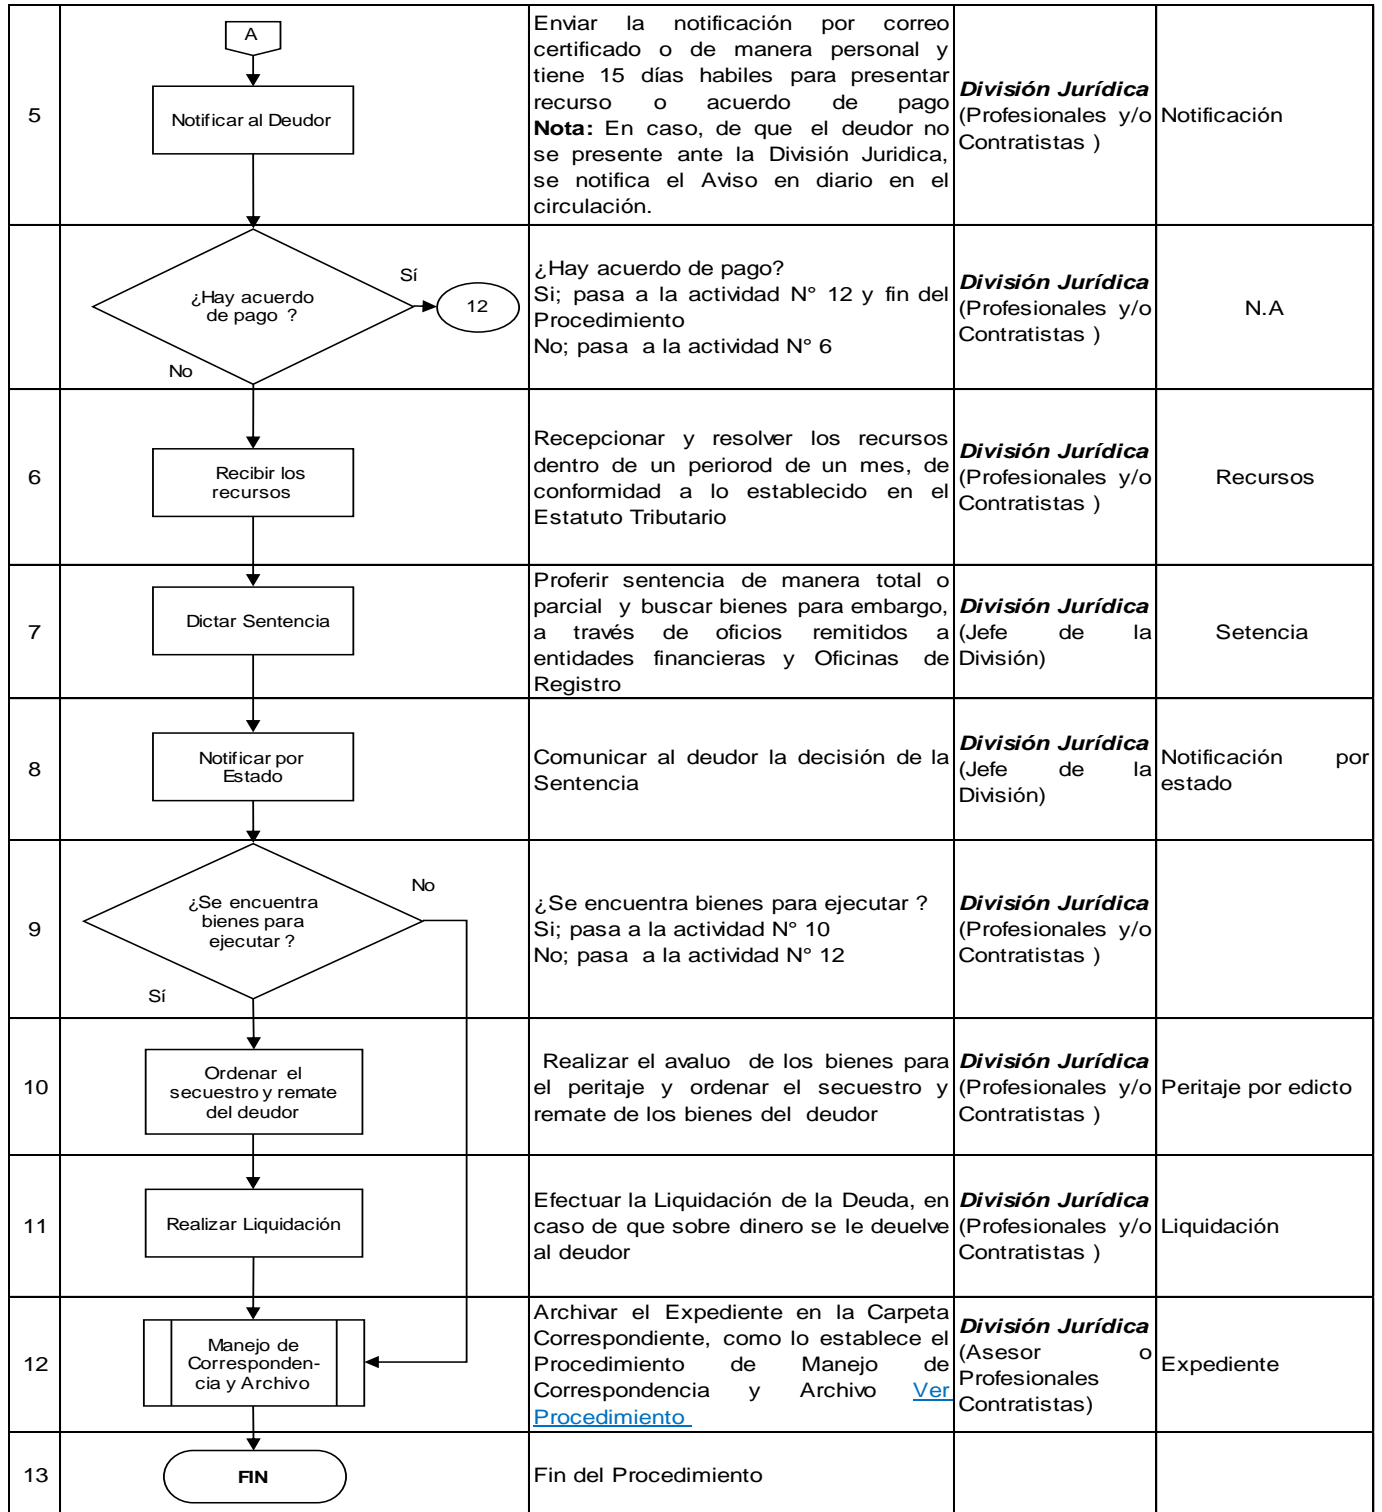 A
5
Notificar al Deudor
Enviar la notificación por correo
certificado o de manera personal y
tiene 15 días habiles para presentar
recurso o acuerdo de pago
Nota: En caso, de que el deudor no
se presente ante la División Juridica,
se notifica el Aviso en diario en el
circulación.
División Jurídica
(Profesionales y/o
Contratistas )
Notificación
¿Hay acuerdo
de pago ?
Sí
12
No
¿Hay acuerdo de pago?
Si; pasa a la actividad N° 12 y fin del
Procedimiento
No; pasa a la actividad N° 6
División Jurídica
(Profesionales y/o
Contratistas )
N.A
6
Recibir los
recursos
Recepcionar y resolver los recursos
dentro de un periorod de un mes, de
conformidad a lo establecido en el
Estatuto Tributario
División Jurídica
(Profesionales y/o
Contratistas )
Recursos
7
Dictar Sentencia
Proferir sentencia de manera total o
parcial y buscar bienes para embargo,
a través de oficios remitidos a
entidades financieras y Oficinas de
Registro
División Jurídica
(Jefe de la
División)
Setencia
8
Notificar por
Estado
Comunicar al deudor la decisión de la
Sentencia
División Jurídica
(Jefe de la
División)
Notificación por
estado
9
¿Se encuentra
bienes para
ejecutar ?
No
Sí
¿Se encuentra bienes para ejecutar ?
Si; pasa a la actividad N° 10
No; pasa a la actividad N° 12
División Jurídica
(Profesionales y/o
Contratistas )
10
Ordenar el
secuestro y remate
del deudor
Realizar el avaluo de los bienes para
el peritaje y ordenar el secuestro y
remate de los bienes del deudor
División Jurídica
(Profesionales y/o
Contratistas )
Peritaje por edicto
11
Realizar Liquidación
Efectuar la Liquidación de la Deuda, en
caso de que sobre dinero se le deuelve
al deudor
División Jurídica
(Profesionales y/o
Contratistas )
Liquidación
12
Manejo de
Corresponden-
cia y Archivo
Archivar el Expediente en la Carpeta
Correspondiente, como lo establece el
Procedimiento de Manejo de
Correspondencia y Archivo Ver
Procedimiento
División Jurídica
(Asesor o
Profesionales
Contratistas)
Expediente
13
FIN
Fin del Procedimiento